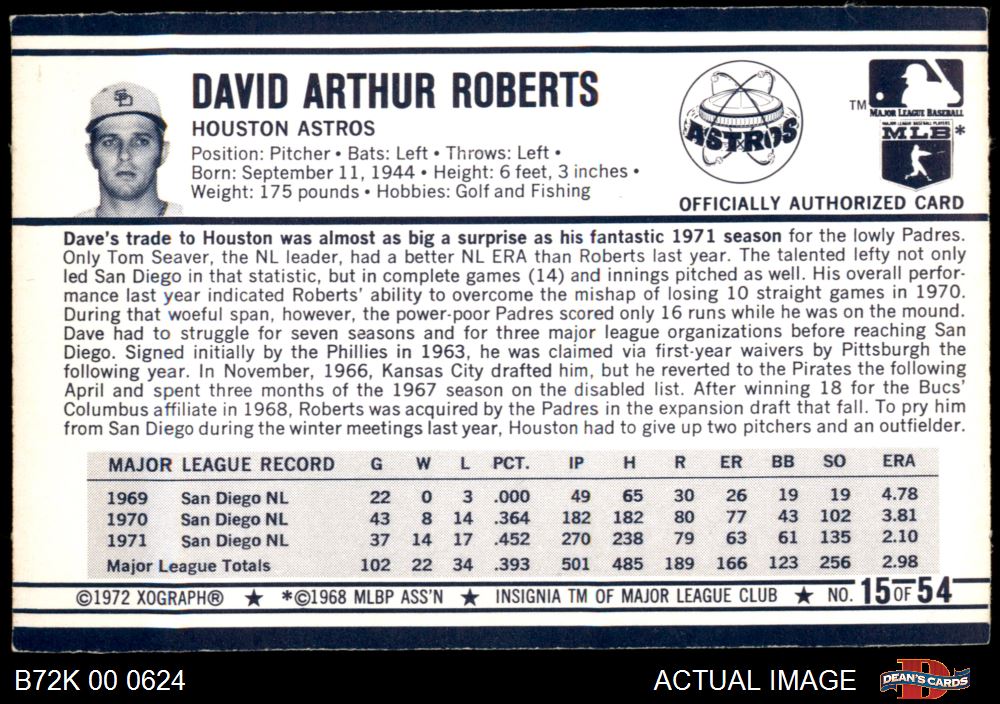 DAVID ARTHUR ROBERTS
HOUSTON ASTROS
Position: Pitcher • Bats: Left • Throws: Left •
Born: September 11, 1944 • Height: 6 feet, 3 inches •
Weight: 175 pounds • Hobbies: Golf and Fishing
SD
ASTROS
TM
MAJOR LEAGUE BASEBALL
MAJOR LEAGUE BASEBALL PLAYERS
MLB*
OFFICIALLY AUTHORIZED CARD
Dave's trade to Houston was almost as big a surprise as his fantastic 1971 season for the lowly Padres.
Only Tom Seaver, the NL leader, had a better NL ERA than Roberts last year. The talented lefty not only
led San Diego in that statistic, but in complete games (14) and innings pitched as well. His overall perfor-
mance last year indicated Roberts' ability to overcome the mishap of losing 10 straight games in 1970.
During that woeful span, however, the power-poor Padres scored only 16 runs while he was on the mound.
Dave had to struggle for seven seasons and for three major league organizations before reaching San
Diego. Signed initially by the Phillies in 1963, he was claimed via first-year waivers by Pittsburgh the
following year. In November, 1966, Kansas City drafted him, but he reverted to the Pirates the following
April and spent three months of the 1967 season on the disabled list. After winning 18 for the Bucs'
Columbus affiliate in 1968, Roberts was acquired by the Padres in the expansion draft that fall. To pry him
from San Diego during the winter meetings last year, Houston had to give up two pitchers and an outfielder.
MAJOR LEAGUE RECORD G W L PCT. IP H R ER BB SO ERA
1969 San Diego NL 22 0 3 .000 49 65 30 26 19 19 4.78
1970 San Diego NL 43 8 14 .364 182 182 80 77 43 102 3.81
1971 San Diego NL 37 14 17 .452 270 238 79 63 61 135 2.10
Major League Totals 102 22 34 .393 501 485 189 166 123 256 2.98
©1972 XOGRAPH® ★ *©1968 MLBP ASS'N ★ INSIGNIA TM OF MAJOR LEAGUE CLUB ★ NO. 15 OF 54
B72K 00 0624
ACTUAL IMAGE
D
DEAN'S CARDS